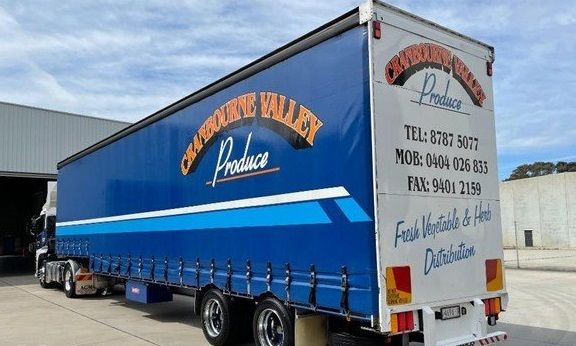 CRANBOURNE VALLEY
Produce
CRANBOURNE VALLEY
Produce
TEL: 8787 5077
MOB: 0404 026 833
FAX: 9401 2159
Fresh Vegetable & Herb
Distribution